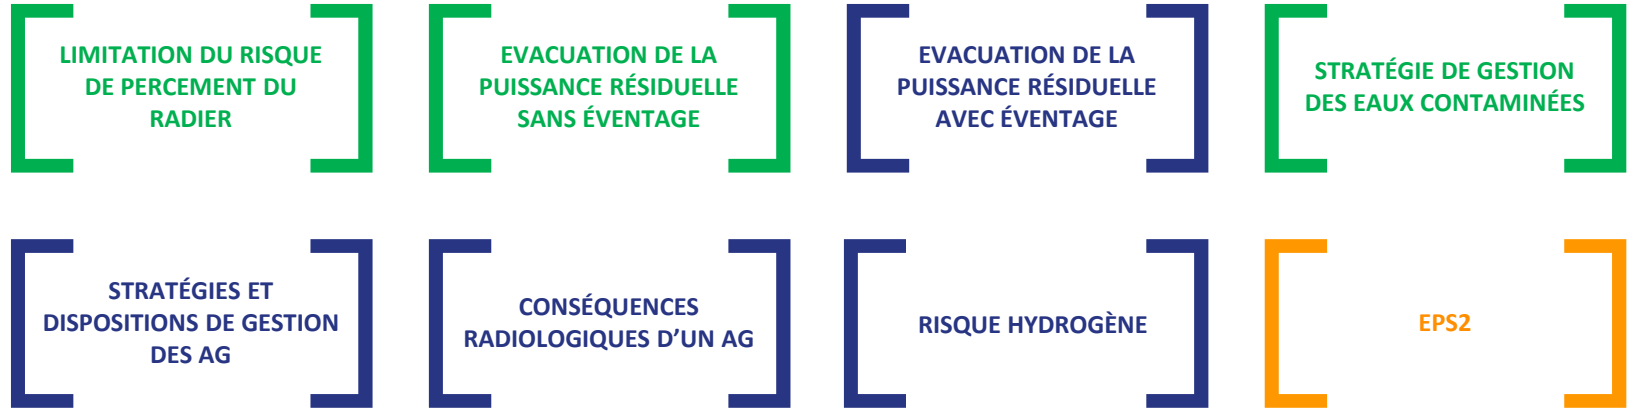 LIMITATION DU RISQUE
DE PERCEMENT DU
RADIER
EVACUATION DE LA
PUISSANCE RÉSIDUELLE
SANS ÉVENTAGE
EVACUATION DE LA
PUISSANCE RÉSIDUELLE
AVEC ÉVENTAGE
STRATÉGIE DE GESTION
DES EAUX CONTAMINÉES
STRATÉGIES ET
DISPOSITIONS DE GESTION
DES AG
CONSÉQUENCES
RADIOLOGIQUES D’UN AG
RISQUE HYDROGÈNE
EPS2